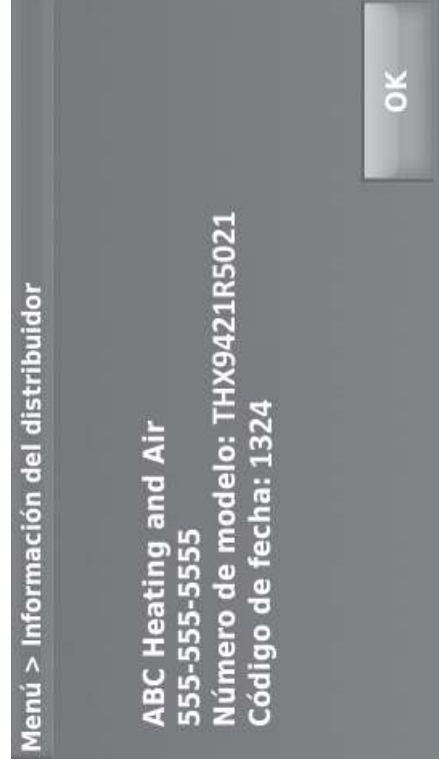 Menú > Información del distribuidor
ABC Heating and Air
555-555-5555
Número de modelo: THX9421R5021
Código de fecha: 1324
OK